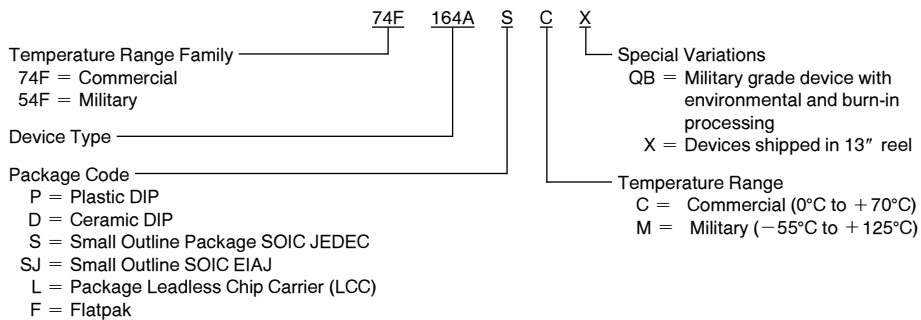 74F 164A S C X
Temperature Range Family
74F = Commercial
54F = Military
Device Type
Package Code
P = Plastic DIP
D = Ceramic DIP
S = Small Outline Package SOIC JEDEC
SJ = Small Outline SOIC EIAJ
L = Package Leadless Chip Carrier (LCC)
F = Flatpak
Special Variations
QB = Military grade device with
environmental and burn-in
processing
X = Devices shipped in 13″ reel
Temperature Range
C = Commercial (0°C to +70°C)
M = Military (−55°C to +125°C)